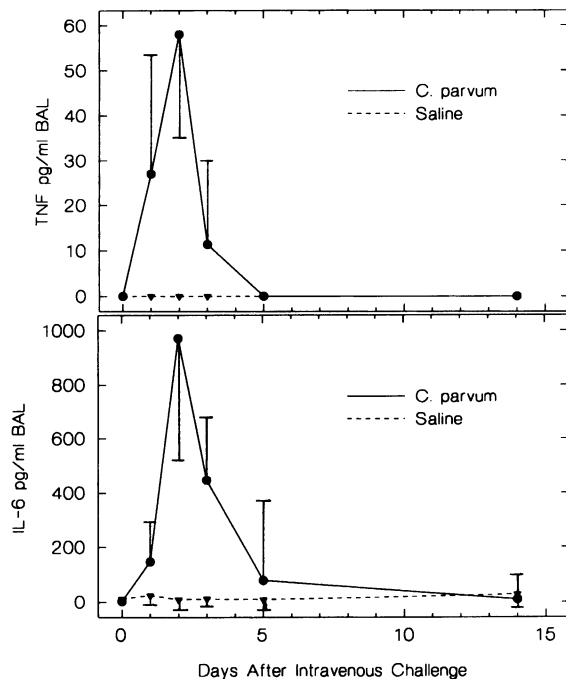 60
50
40
30
20
10
0
TNF pg/ml BAL
C. parvum
Saline
1000
800
600
400
200
0
IL-6 pg/ml BAL
C. parvum
Saline
0
5
10
15
Days After Intravenous Challenge